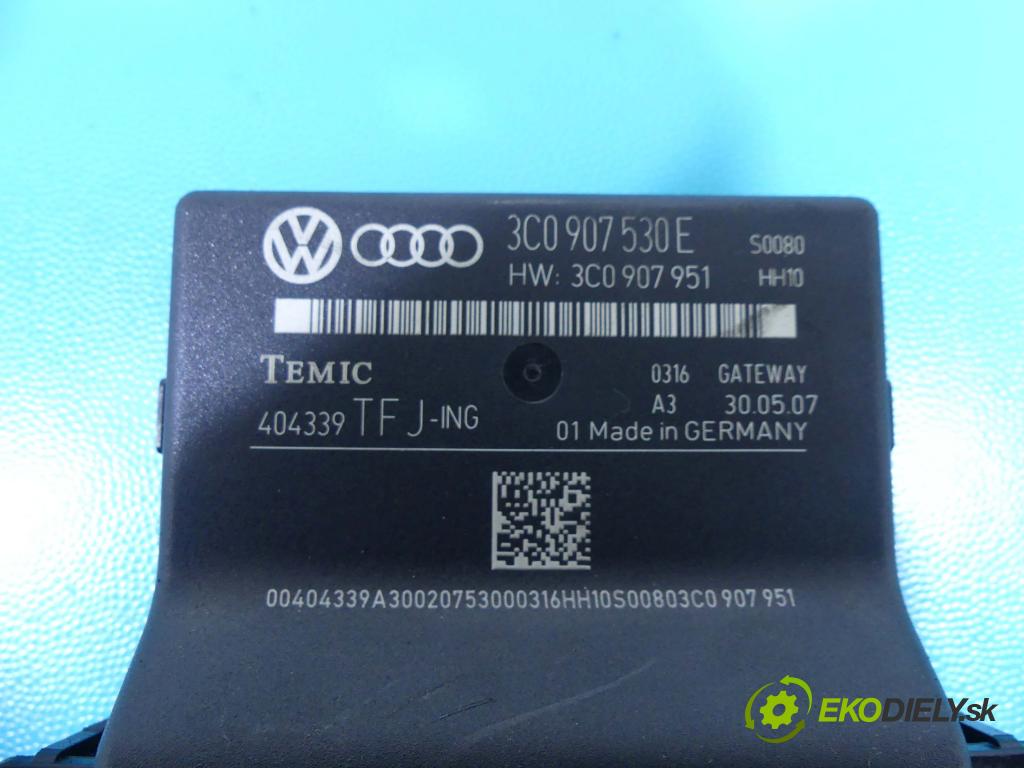 VW 3C0 907 530 E S0080
HW: 3C0 907 951 HH10
TEMIC 0316 GATEWAY
404339 TFJ-ING A3 30.05.07
01 Made in GERMANY
00404339A30020753000316HH10S00803C0 907 951
EKODIELY.sk